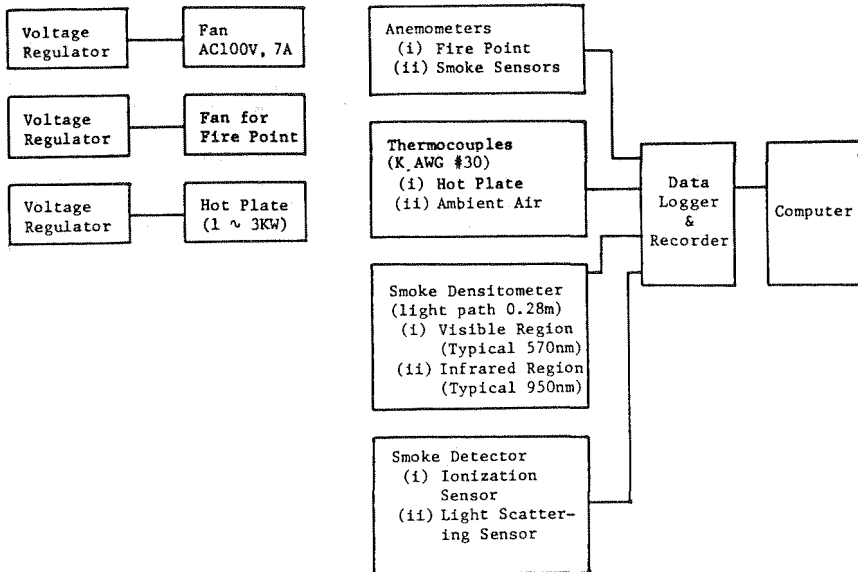 Voltage
Regulator
Fan
AC100V, 7A
Voltage
Regulator
Fan for
Fire Point
Voltage
Regulator
Hot Plate
(1 ~ 3KW)
Anemometers
(i) Fire Point
(ii) Smoke Sensors
Thermocouples
(K, AWG #30)
(i) Hot Plate
(ii) Ambient Air
Smoke Densitometer
(light path 0.28m)
(i) Visible Region
(Typical 570nm)
(ii) Infrared Region
(Typical 950nm)
Smoke Detector
(i) Ionization
Sensor
(ii) Light Scatter-
ing Sensor
Data
Logger
&
Recorder
Computer